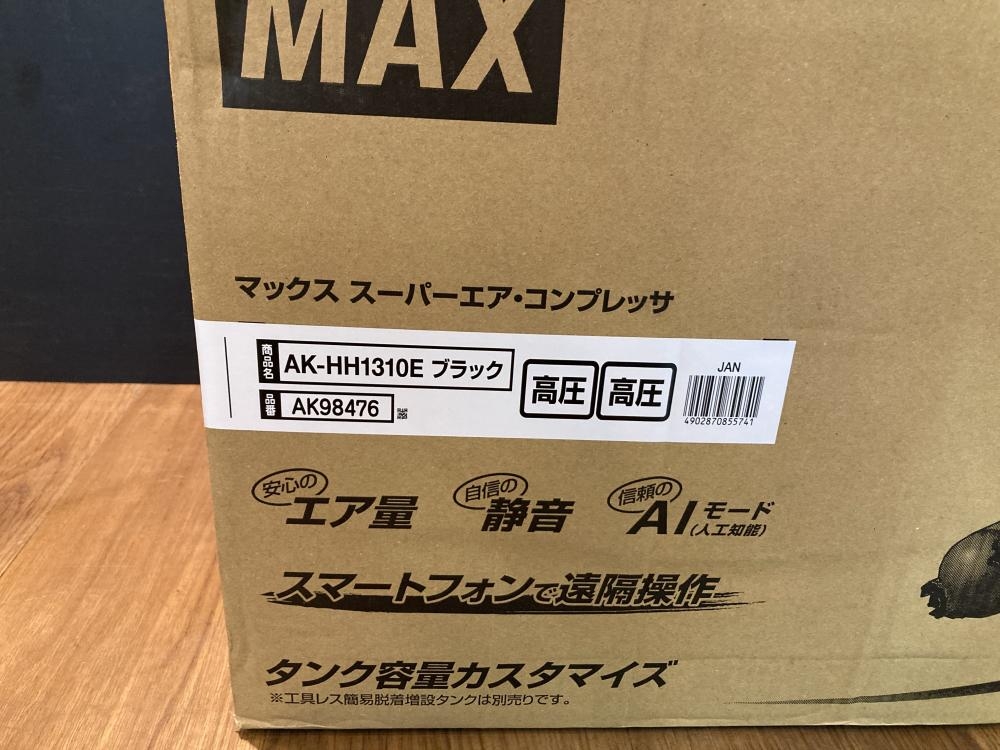 MAX
マックス スーパーエア・コンプレッサ
商品名 AK-HH1310E ブラック
品番 AK98476
高圧 高圧
JAN
4902870855741
安心の エア量 自信の 静音 信頼の AIモード (人工知能)
スマートフォンで遠隔操作
タンク容量カスタマイズ
※工具レス簡易脱着増設タンクは別売りです。